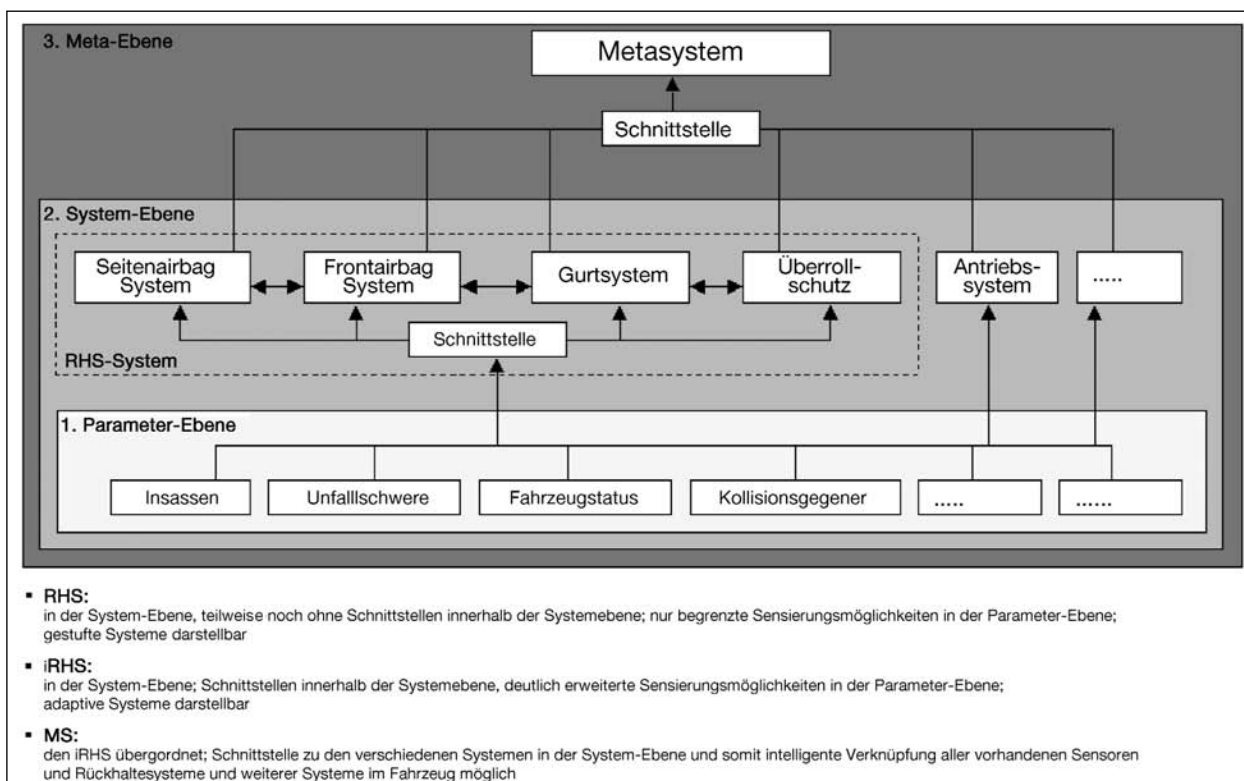 3. Meta-Ebene
Metasystem
Schnittstelle
2. System-Ebene
Seitenairbag
System
Frontairbag
System
Gurtsystem
Überroll-
schutz
Antriebs-
system
.....
Schnittstelle
RHS-System
1. Parameter-Ebene
Insassen
Unfalllschwere
Fahrzeugstatus
Kollisionsgegener
.....
......
▪ RHS:
in der System-Ebene, teilweise noch ohne Schnittstellen innerhalb der Systemebene; nur begrenzte Sensierungsmöglichkeiten in der Parameter-Ebene;
gestufte Systeme darstellbar
▪ iRHS:
in der System-Ebene; Schnittstellen innerhalb der Systemebene, deutlich erweiterte Sensierungsmöglichkeiten in der Parameter-Ebene;
adaptive Systeme darstellbar
▪ MS:
den iRHS übergordnet; Schnittstelle zu den verschiedenen Systemen in der System-Ebene und somit intelligente Verknüpfung aller vorhandenen Sensoren
und Rückhaltesysteme und weiterer Systeme im Fahrzeug möglich